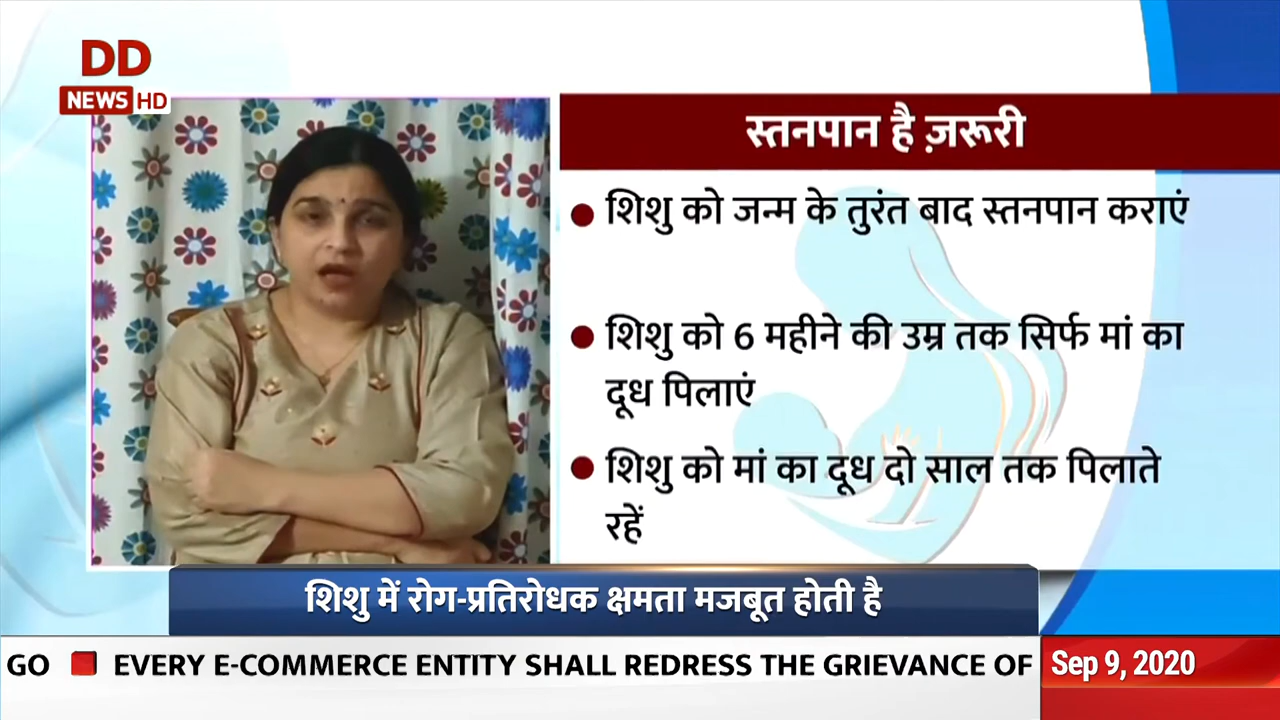 DD
NEWS HD
स्तनपान है ज़रूरी
शिशु को जन्म के तुरंत बाद स्तनपान कराएं
शिशु को 6 महीने की उम्र तक सिर्फ मां का
दूध पिलाएं
शिशु को मां का दूध दो साल तक पिलाते
रहें
शिशु में रोग-प्रतिरोधक क्षमता मजबूत होती है
GO EVERY E-COMMERCE ENTITY SHALL REDRESS THE GRIEVANCE OF
Sep 9, 2020